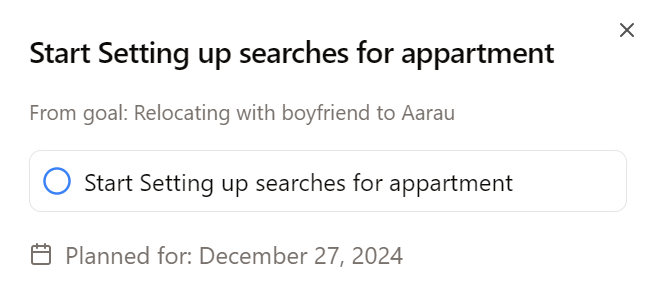 Start Setting up searches for appartment
From goal: Relocating with boyfriend to Aarau
Start Setting up searches for appartment
Planned for: December 27, 2024